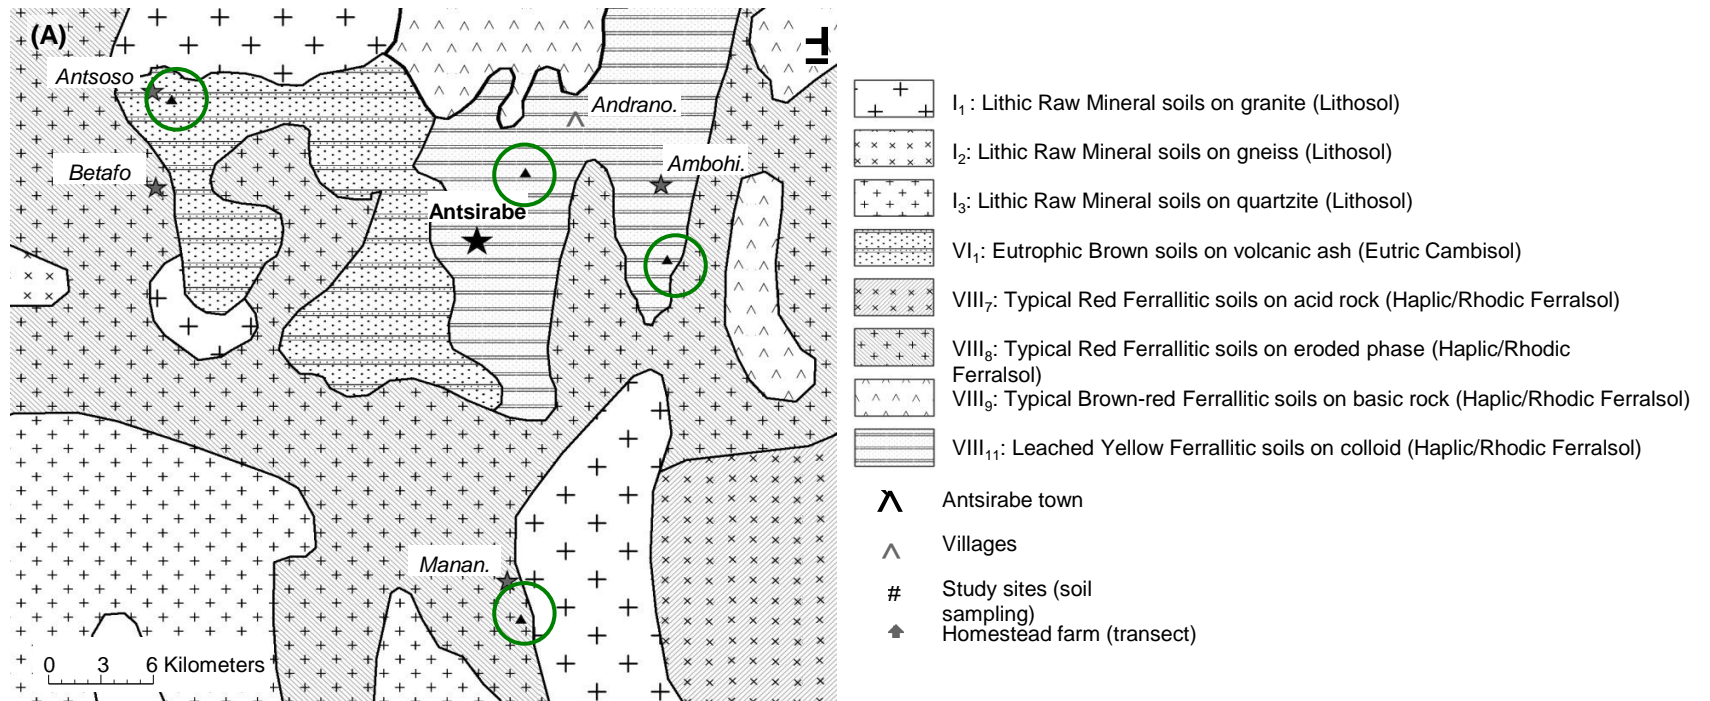 (A)
Antsoso
Andrano.
Betafo
Ambohi.
Antsirabe
Manan.
0 3 6 Kilometers
I1 : Lithic Raw Mineral soils on granite (Lithosol)
I2: Lithic Raw Mineral soils on gneiss (Lithosol)
I3: Lithic Raw Mineral soils on quartzite (Lithosol)
VI1: Eutrophic Brown soils on volcanic ash (Eutric Cambisol)
VIII7: Typical Red Ferrallitic soils on acid rock (Haplic/Rhodic Ferralsol)
VIII8: Typical Red Ferrallitic soils on eroded phase (Haplic/Rhodic
Ferralsol)
VIII9: Typical Brown-red Ferrallitic soils on basic rock (Haplic/Rhodic Ferralsol)
VIII11: Leached Yellow Ferrallitic soils on colloid (Haplic/Rhodic Ferralsol)
Antsirabe town
Villages
# Study sites (soil
sampling)
Homestead farm (transect)